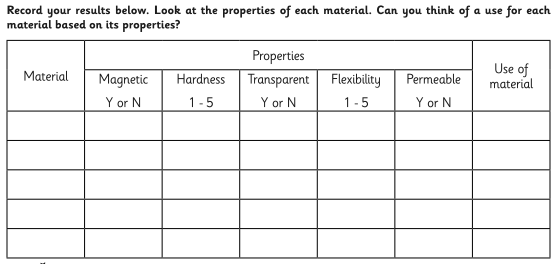 Record your results below. Look at the properties of each material. Can you think of a use for each
material based on its properties?
Properties
Material
Use of
material
Magnetic Hardness Transparent Flexibility Permeable
Y or N 1 - 5 Y or N 1 - 5 Y or N